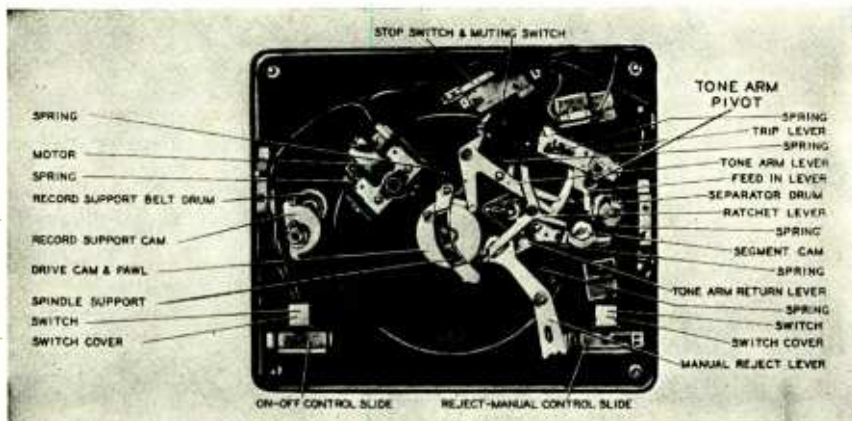 STOP SWITCH & MUTING SWITCH
TONE ARM
PIVOT
SPRING
MOTOR
SPRING
RECORD SUPPORT BELT DRUM
RECORD SUPPORT CAM
DRIVE CAM & PAWL
SPINDLE SUPPORT
SWITCH
SWITCH COVER
SPRING
TRIP LEVER
SPRING
TONE ARM LEVER
FEED IN LEVER
SEPARATOR DRUM
RATCHET LEVER
SPRING
SEGMENT CAM
SPRING
TONE ARM RETURN LEVER
SPRING
SWITCH
SWITCH COVER
MANUAL REJECT LEVER
ON-OFF CONTROL SLIDE
REJECT-MANUAL CONTROL SLIDE